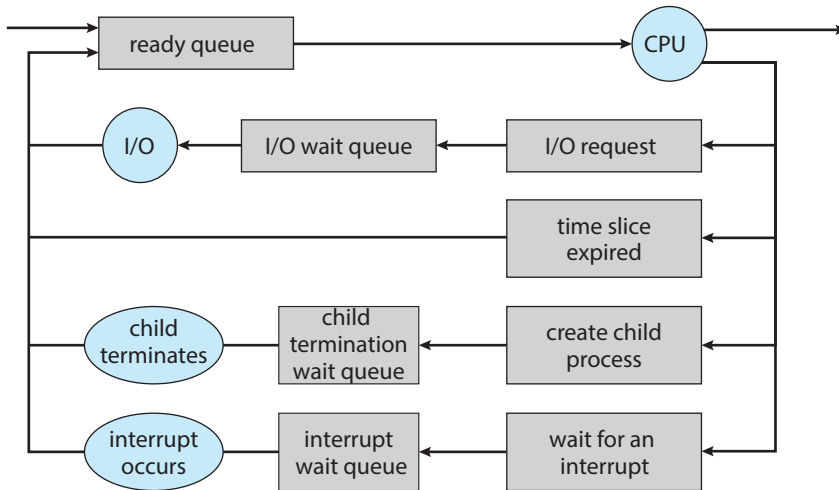 ready queue
CPU
I/O
I/O wait queue
I/O request
time slice
expired
child
terminates
child
termination
wait queue
create child
process
interrupt
occurs
interrupt
wait queue
wait for an
interrupt